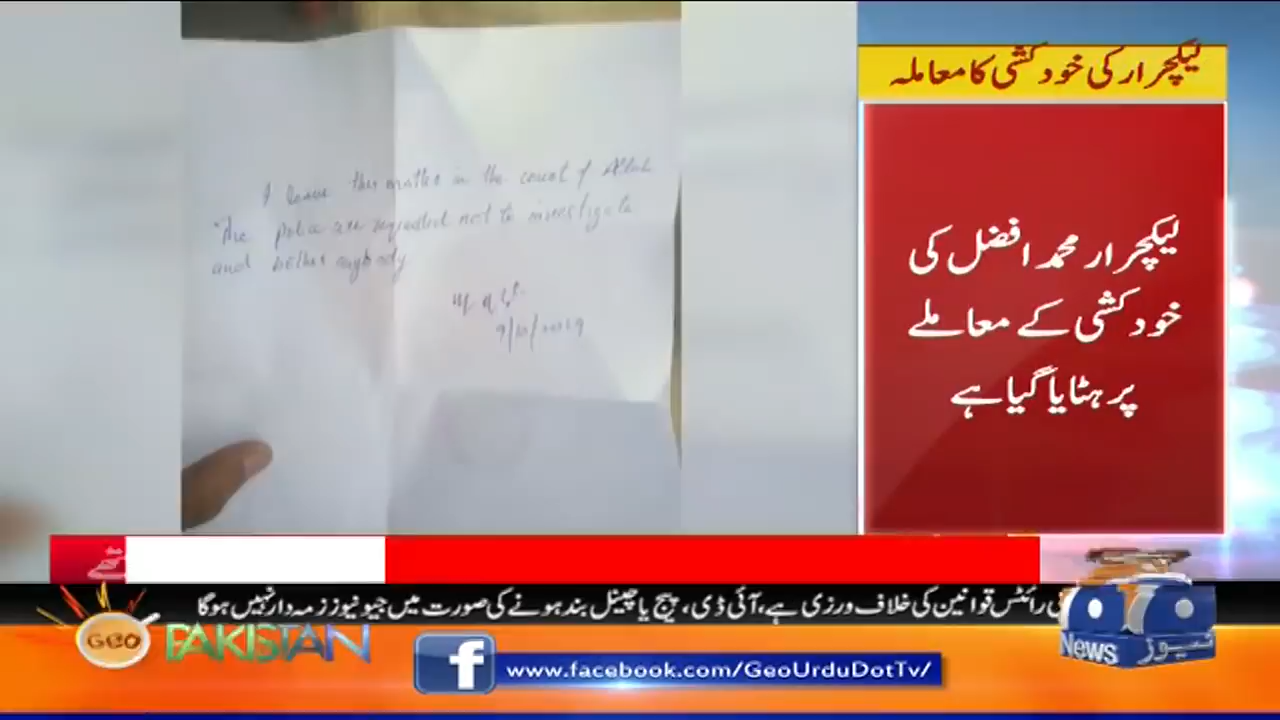 لیکچرار کی خودکشی کا معاملہ
لیکچرار محمد افضل کی
خودکشی کے معاملے
پر ہٹایا گیا ہے
I leave this matter in the court of Allah
The police are requested not to investigate
and bother anybody
رائٹس قوانین کی خلاف ورزی ہے، آئی ڈی، پیج یا چینل بند ہونے کی صورت میں جیو نیوز ذمہ دار نہیں ہوگا
GEO PAKISTAN
www.facebook.com/GeoUrduDotTv/
News نیوز